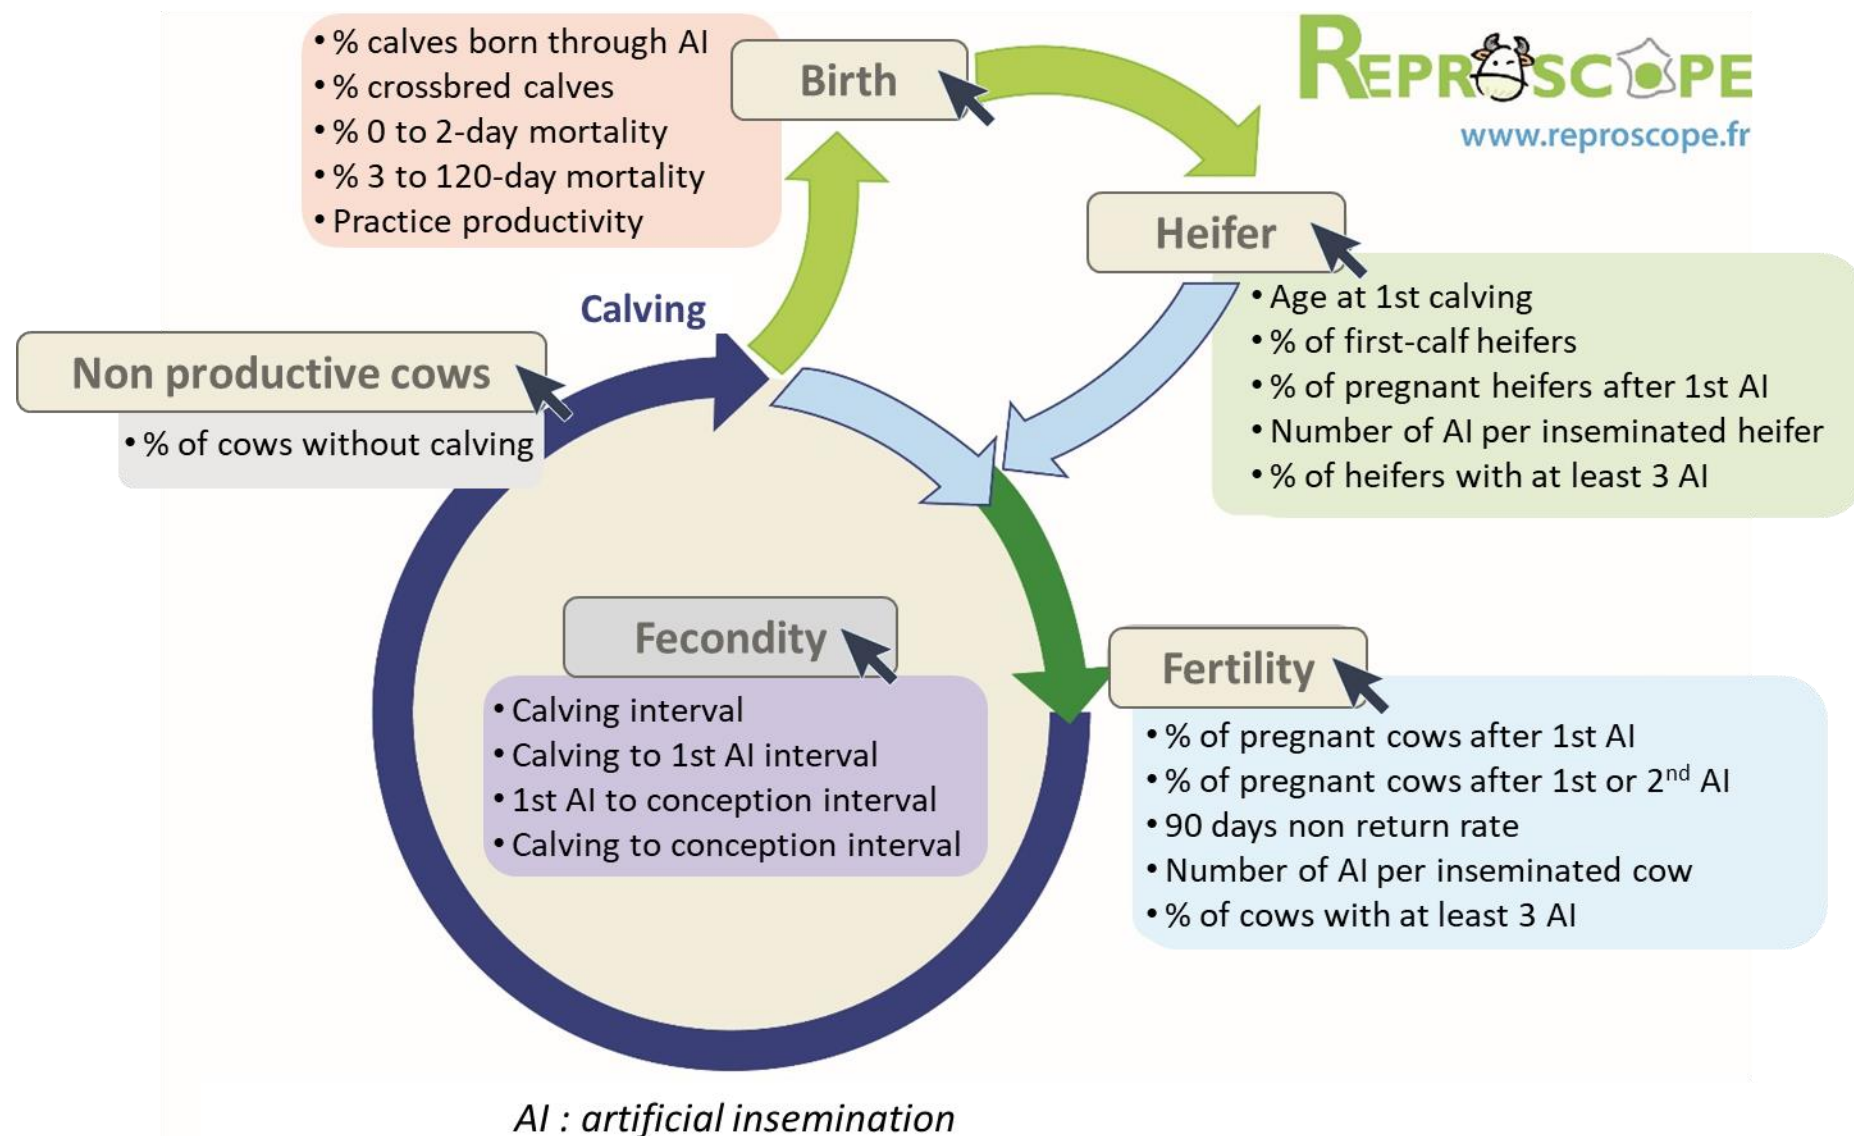 • % calves born through AI
• % crossbred calves
• % 0 to 2-day mortality
• % 3 to 120-day mortality
• Practice productivity
Birth
REPROSCOPE
www.reproscope.fr
Heifer
• Age at 1st calving
• % of first-calf heifers
• % of pregnant heifers after 1st AI
• Number of AI per inseminated heifer
• % of heifers with at least 3 AI
Calving
Non productive cows
• % of cows without calving
Fecondity
• Calving interval
• Calving to 1st AI interval
• 1st AI to conception interval
• Calving to conception interval
Fertility
• % of pregnant cows after 1st AI
• % of pregnant cows after 1st or 2nd AI
• 90 days non return rate
• Number of AI per inseminated cow
• % of cows with at least 3 AI
AI : artificial insemination